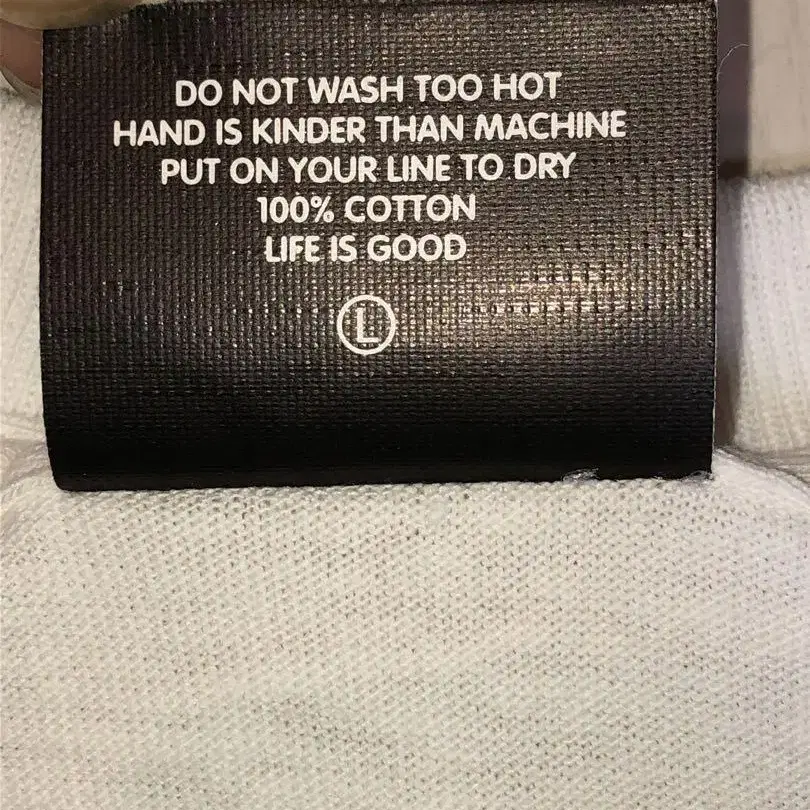 DO NOT WASH TOO HOT
HAND IS KINDER THAN MACHINE
PUT ON YOUR LINE TO DRY
100% COTTON
LIFE IS GOOD
L